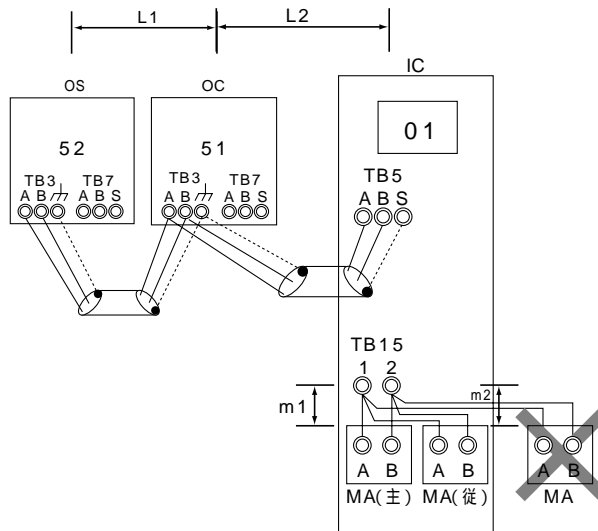 L1 L2
OS OC IC
52 51 01
TB3 TB7 TB3 TB7 TB5
A B A B S A B A B S A B S
TB15
1 2
m1 m2
A B A B A B
MA(主) MA(従) MA